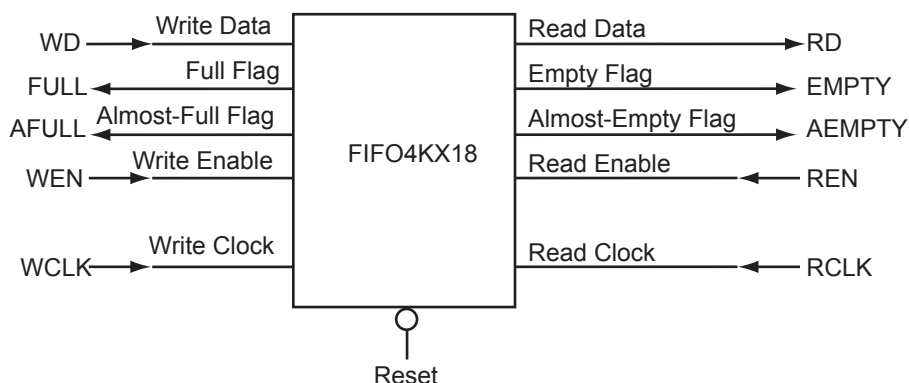 WD Write Data Read Data RD
FULL Full Flag Empty Flag EMPTY
AFULL Almost-Full Flag Almost-Empty Flag AEMPTY
FIFO4KX18
WEN Write Enable Read Enable REN
WCLK Write Clock Read Clock RCLK
Reset